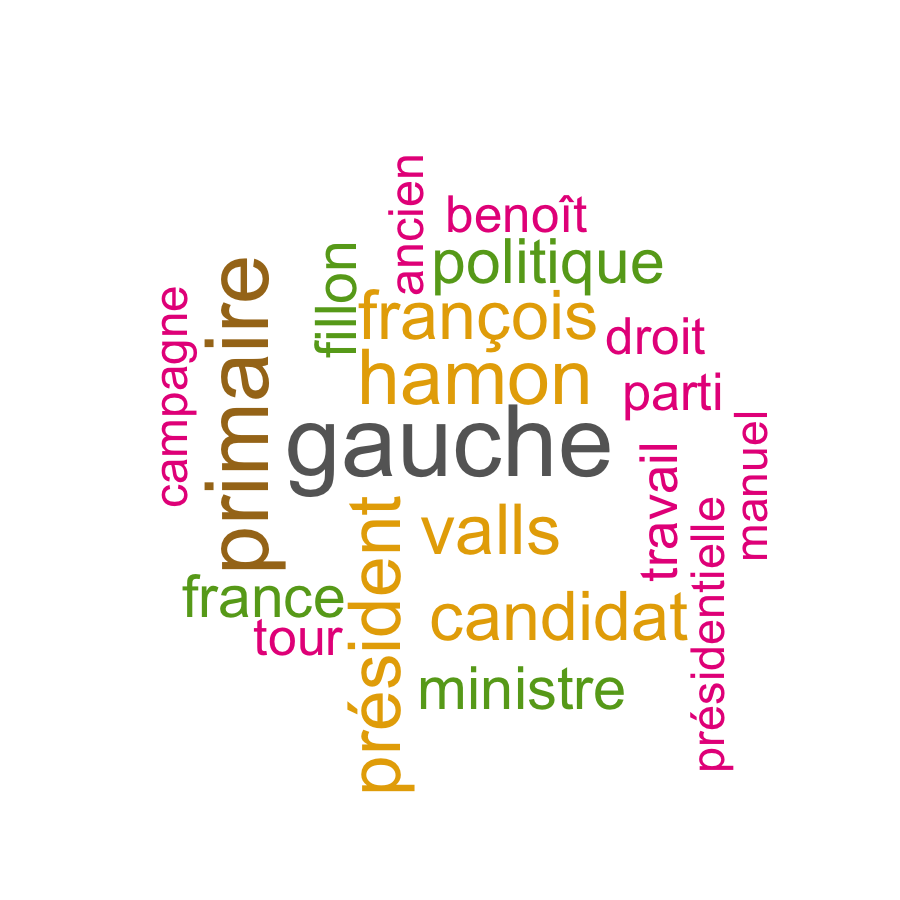 ancien
benoît
politique
fillon
françois
primaire
campagne
droit
hamon
parti
gauche
manuel
travail
valls
présidentielle
président
france
candidat
tour
ministre